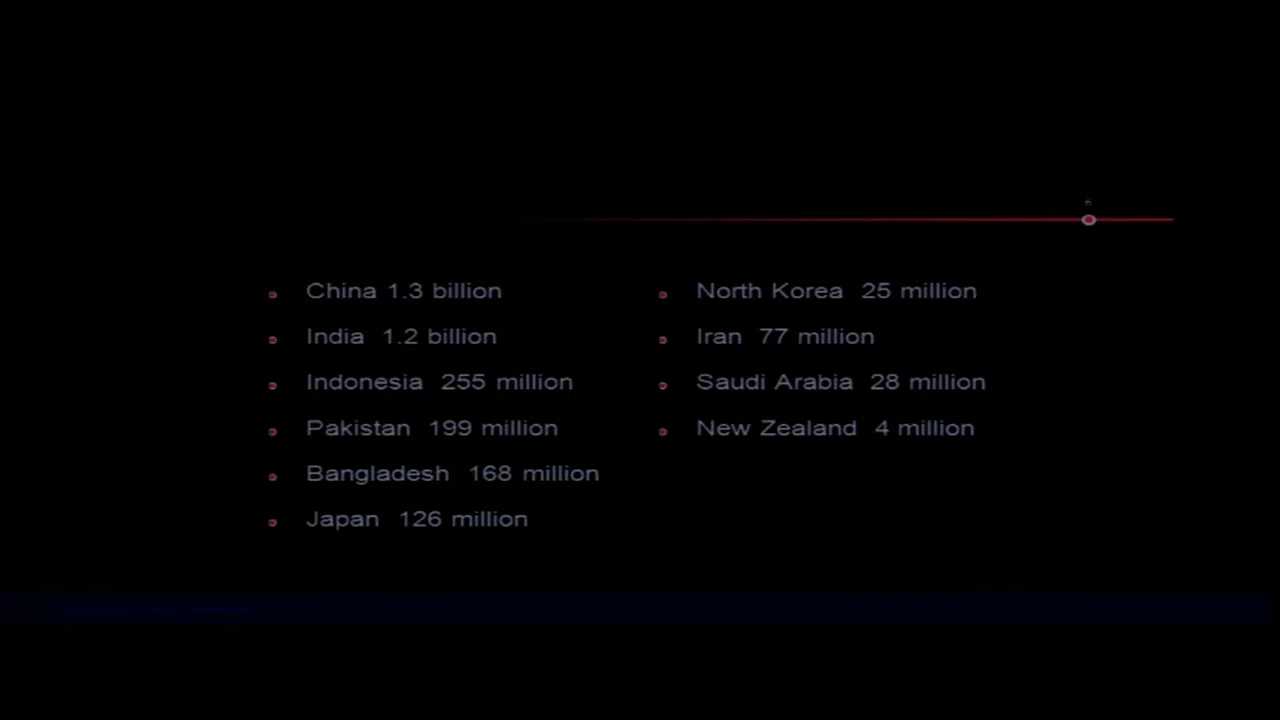 China 1.3 billion
India 1.2 billion
Indonesia 255 million
Pakistan 199 million
Bangladesh 168 million
Japan 126 million
North Korea 25 million
Iran 77 million
Saudi Arabia 28 million
New Zealand 4 million